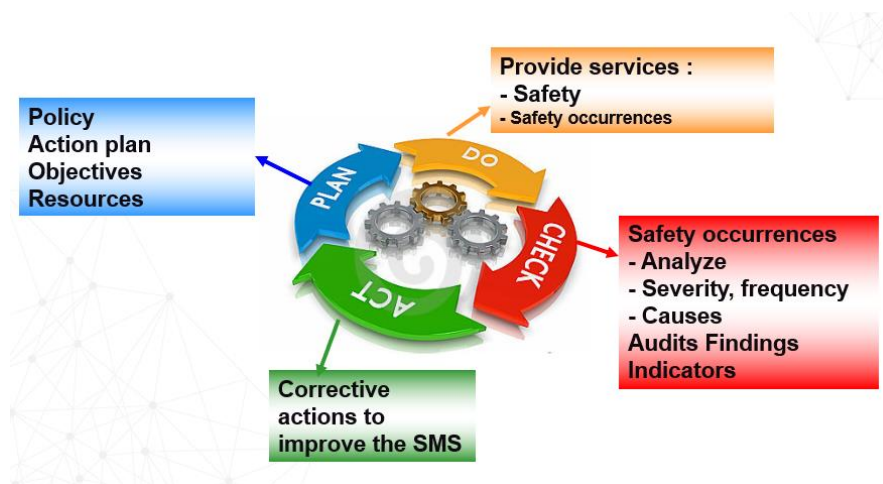 Policy
Action plan
Objectives
Resources
PLAN
Provide services :
- Safety
- Safety occurrences
DO
CHECK
Safety occurrences
- Analyze
- Severity, frequency
- Causes
Audits Findings
Indicators
ACT
Corrective
actions to
improve the SMS